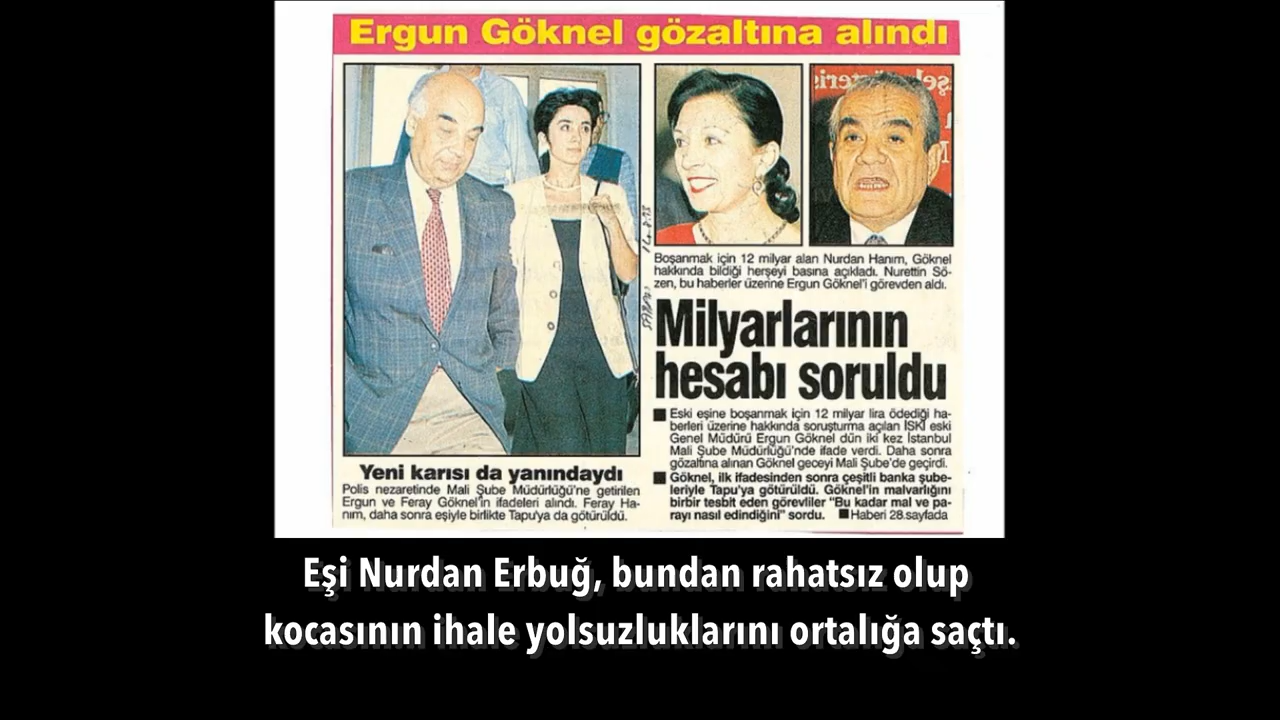 Ergun Göknel gözaltına alındı
Boşanmak için 12 milyar alan Nurdan Hanım, Göknel
hakkında bildiği herşeyi basına açıkladı. Nurettin Sö-
zen, bu haberler üzerine Ergun Göknel'i görevden aldı.
Milyarlarının
hesabı soruldu
Eski eşine boşanmak için 12 milyar lira ödediği ha-
berleri üzerine hakkında soruşturma açılan İSKİ eski
Genel Müdürü Ergun Göknel dün iki kez İstanbul
Mali Şube Müdürlüğü'nde ifade verdi. Daha sonra
gözaltına alınan Göknel geceyi Mali Şube'de geçirdi.
Göknel, ilk ifadesinden sonra çeşitli banka şube-
leriyle Tapu'ya götürüldü. Göknel'in malvarlığını
birbir tesbit eden görevliler "Bu kadar mal ve pa-
rayı nasıl edindiğini" sordu. Haberi 28.sayfada
Yeni karısı da yanındaydı
Polis nezaretinde Mali Şube Müdürlüğü'ne getirilen
Ergun ve Feray Göknel'in ifadeleri alındı. Feray Ha-
nım, daha sonra eşiyle birlikte Tapu'ya da götürüldü.
Eşi Nurdan Erbuğ, bundan rahatsız olup
kocasının ihale yolsuzluklarını ortalığa saçtı.